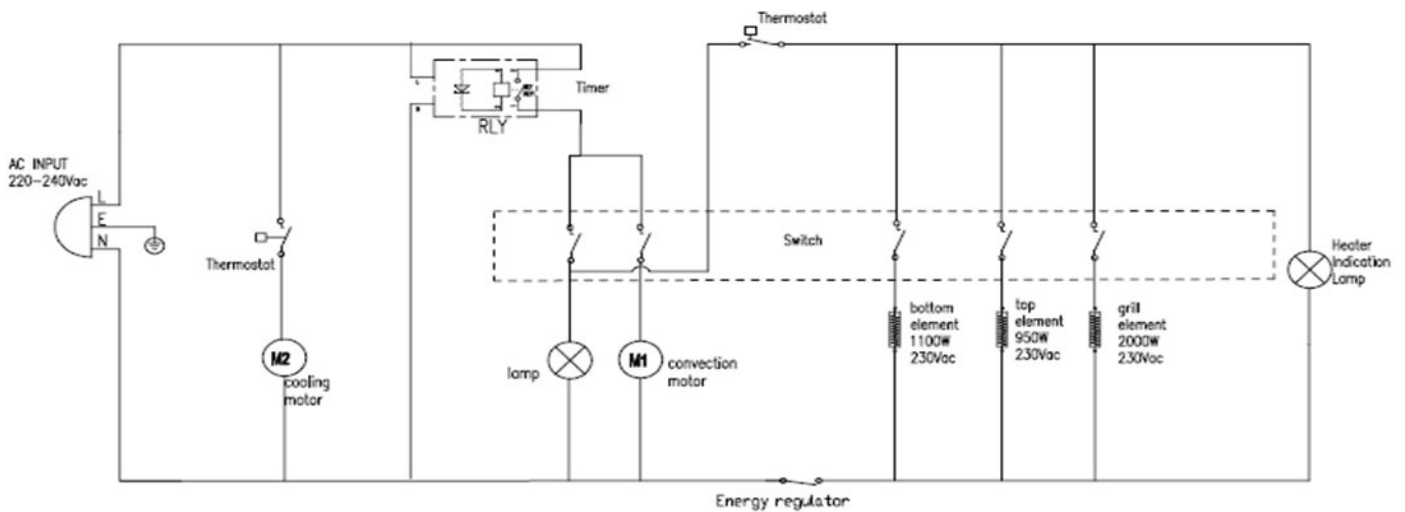 Thermostat
Timer
RLY
AC INPUT
220-240Vac
L
E
N
Thermostat
Switch
Heater
Indication
Lamp
M2
cooling
motor
lamp
M1
convection
motor
bottom
element
1100W
230Vac
top
element
950W
230Vac
grill
element
2000W
230Vac
Energy regulator